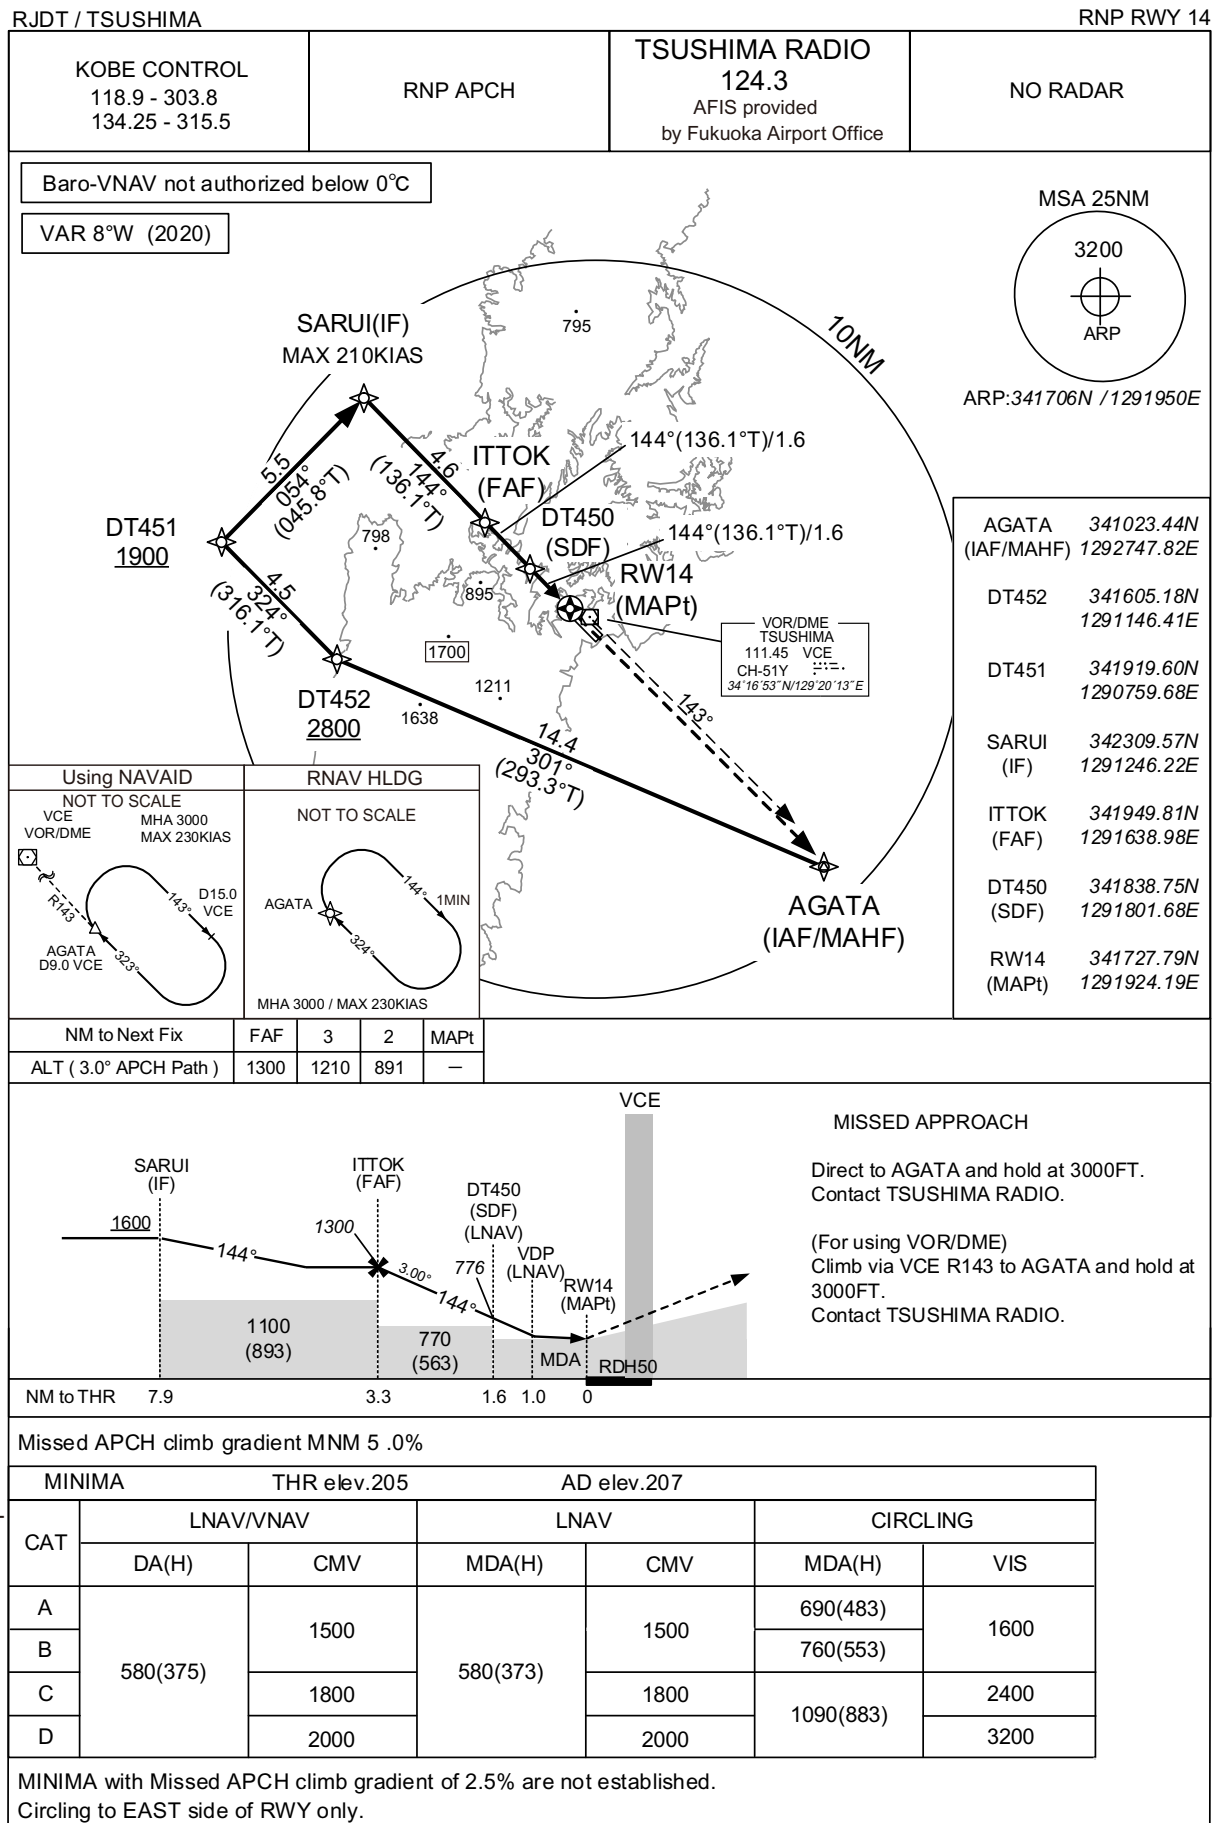 RJDT / TSUSHIMA
RNP RWY 14
KOBE CONTROL
118.9 - 303.8
134.25 - 315.5
RNP APCH
TSUSHIMA RADIO
124.3
AFIS provided
by Fukuoka Airport Office
NO RADAR
Baro-VNAV not authorized below 0°C
VAR 8°W (2020)
MSA 25NM
3200
ARP
ARP:341706N /1291950E
10NM
795
SARUI(IF)
MAX 210KIAS
5.5
054°
(045.8°T)
4.6
144°
(136.1°T)
ITTOK
(FAF)
144°(136.1°T)/1.6
DT450
(SDF)
144°(136.1°T)/1.6
RW14
(MAPt)
DT451
1900
798
895
4.5
324°
(316.1°T)
1700
1211
1638
DT452
2800
VOR/DME
TSUSHIMA
111.45 VCE
CH-51Y
34°16′53″N/129°20′13″E
143°
14.4
301°
(293.3°T)
AGATA
(IAF/MAHF)
AGATA 341023.44N
(IAF/MAHF) 1292747.82E
DT452 341605.18N
1291146.41E
DT451 341919.60N
1290759.68E
SARUI 342309.57N
(IF) 1291246.22E
ITTOK 341949.81N
(FAF) 1291638.98E
DT450 341838.75N
(SDF) 1291801.68E
RW14 341727.79N
(MAPt) 1291924.19E
Using NAVAID
NOT TO SCALE
VCE
VOR/DME
MHA 3000
MAX 230KIAS
R143
143°
D15.0
VCE
AGATA
D9.0 VCE
323°
RNAV HLDG
NOT TO SCALE
AGATA
144°
1MIN
324°
MHA 3000 / MAX 230KIAS
NM to Next Fix FAF 3 2 MAPt
ALT ( 3.0° APCH Path ) 1300 1210 891 —
VCE
SARUI
(IF)
ITTOK
(FAF)
DT450
(SDF)
(LNAV)
VDP
(LNAV)
RW14
(MAPt)
1600
144°
1300
3.00°
144°
776
1100
(893)
770
(563)
MDA
RDH50
NM to THR 7.9 3.3 1.6 1.0 0
MISSED APPROACH
Direct to AGATA and hold at 3000FT.
Contact TSUSHIMA RADIO.
(For using VOR/DME)
Climb via VCE R143 to AGATA and hold at
3000FT.
Contact TSUSHIMA RADIO.
Missed APCH climb gradient MNM 5 .0%
MINIMA THR elev.205 AD elev.207
CAT LNAV/VNAV LNAV CIRCLING
DA(H) CMV MDA(H) CMV MDA(H) VIS
A 580(375) 1500 580(373) 1500 690(483) 1600
B 760(553)
C 1800 1800 1090(883) 2400
D 2000 2000 3200
MINIMA with Missed APCH climb gradient of 2.5% are not established.
Circling to EAST side of RWY only.